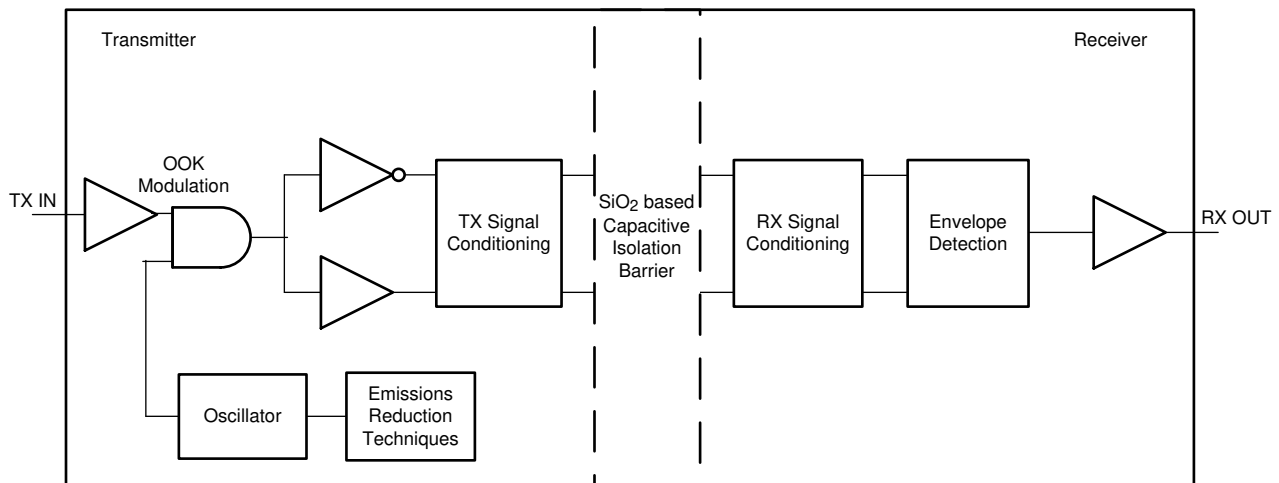 Transmitter
Receiver
OOK
Modulation
TX IN
TX Signal
Conditioning
SiO2 based
Capacitive
Isolation
Barrier
RX Signal
Conditioning
Envelope
Detection
RX OUT
Oscillator
Emissions
Reduction
Techniques